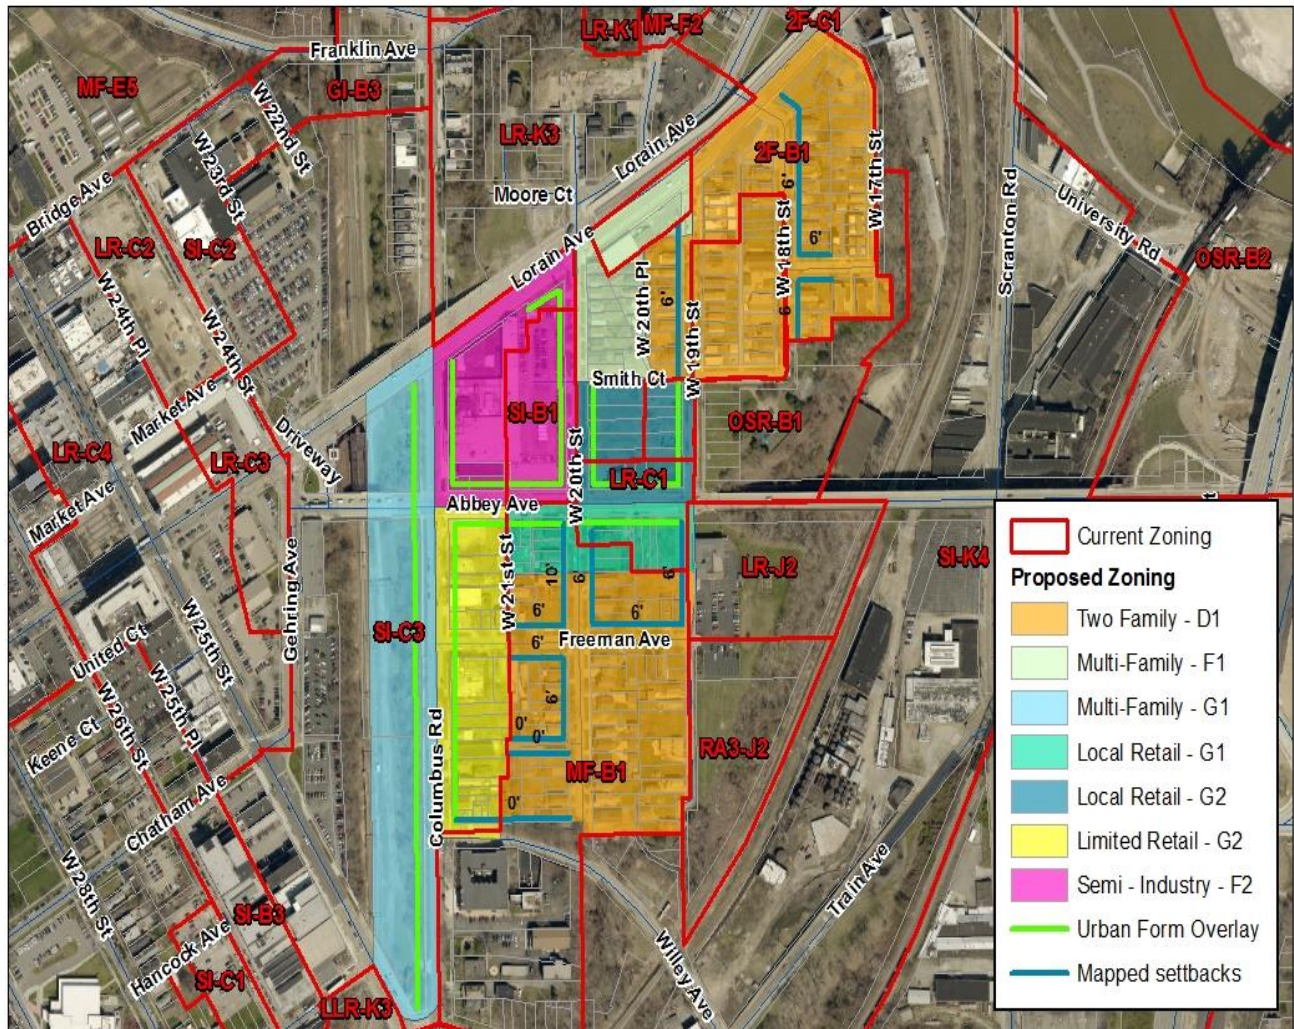 LR-K1
MF-F2
2F-C1
Franklin Ave
MF-E5
GI-B3
W 22nd St
LR-K3
Lorain Ave
W 23rd St
2F-B1
W 17th St
Moore Ct
Bridge Ave
6'
Scranton Rd
University Rd
LR-C2
SI-C2
Lorain Ave
W 18th St
6'
OSR-B2
W 24th Pl
W 24th St
W 20th Pl
6'
6
W 19th St
Smith Ct
Market Ave
SI-B1
OSR-B1
Driveway
LR-C4
LR-C3
W 20th St
LR-C1
Market Ave
Abbey Ave
t
Current Zoning
Proposed Zoning
Two Family - D1
Multi-Family - F1
Multi-Family - G1
Local Retail - G1
Local Retail - G2
Limited Retail - G2
Semi - Industry - F2
Urban Form Overlay
Mapped settbacks
W 21st St
10'
6'
6'
LR-J2
SI-K4
Gehring Ave
SI-C3
6'
6'
6'
Freeman Ave
United Ct
W 25th St
W 26th St
W 25th Pl
6'
Keene Ct
0'
0'
Columbus Rd
MF-B1
RA3-J2
Chatham Ave
0'
W 28th St
Train Ave
SI-B3
Hancock Ave
SI-C1
LLR-K3
Willey Ave